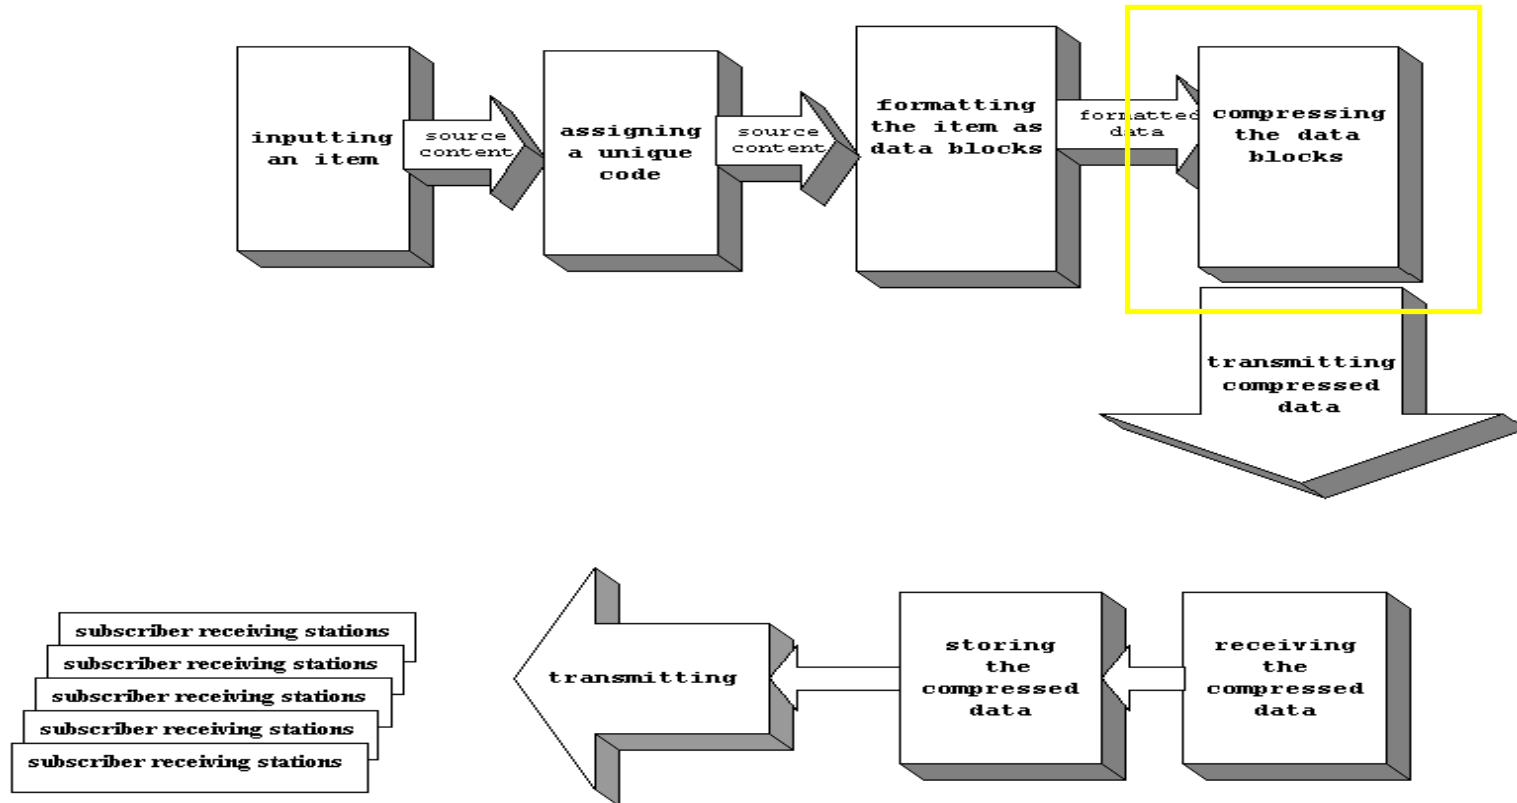 inputting
an item
source
content
assigning
a unique
code
source
content
formatting
the item as
data blocks
formatted
data
compressing
the data
blocks
transmitting
compressed
data
receiving
the
compressed
data
storing
the
compressed
data
transmitting
subscriber receiving stations
subscriber receiving stations
subscriber receiving stations
subscriber receiving stations
subscriber receiving stations